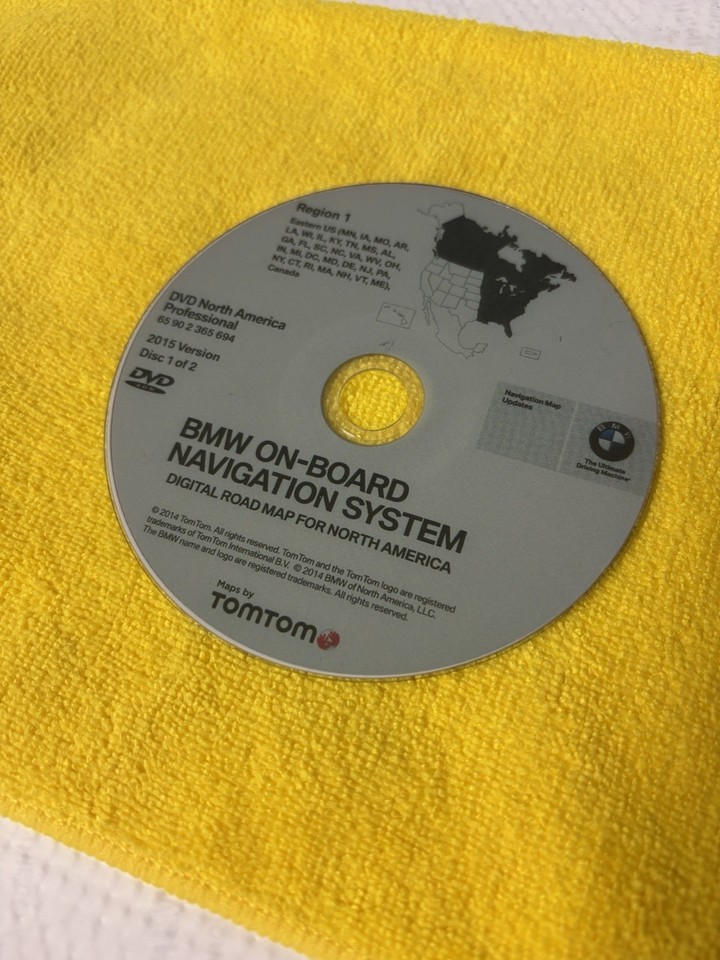 Region 1
Eastern US (MN, IA, MO, AR,
LA, WI, IL, KY, TN, MS, AL,
GA, FL, SC, NC, VA, WV, OH,
IN, MI, DC, MD, DE, NJ, PA,
NY, CT, RI, MA, NH, VT, ME),
Canada
DVD North America
Professional
65 90 2 365 694
2015 Version
Disc 1 of 2
DVD
Navigation Map
Updates
BMW
The Ultimate
Driving Machine®
BMW ON-BOARD
NAVIGATION SYSTEM
DIGITAL ROAD MAP FOR NORTH AMERICA
© 2014 TomTom. All rights reserved. TomTom and the TomTom logo are registered
trademarks of TomTom International B.V. © 2014 BMW of North America, LLC.
The BMW name and logo are registered trademarks. All rights reserved.
Maps by
TOMTOM